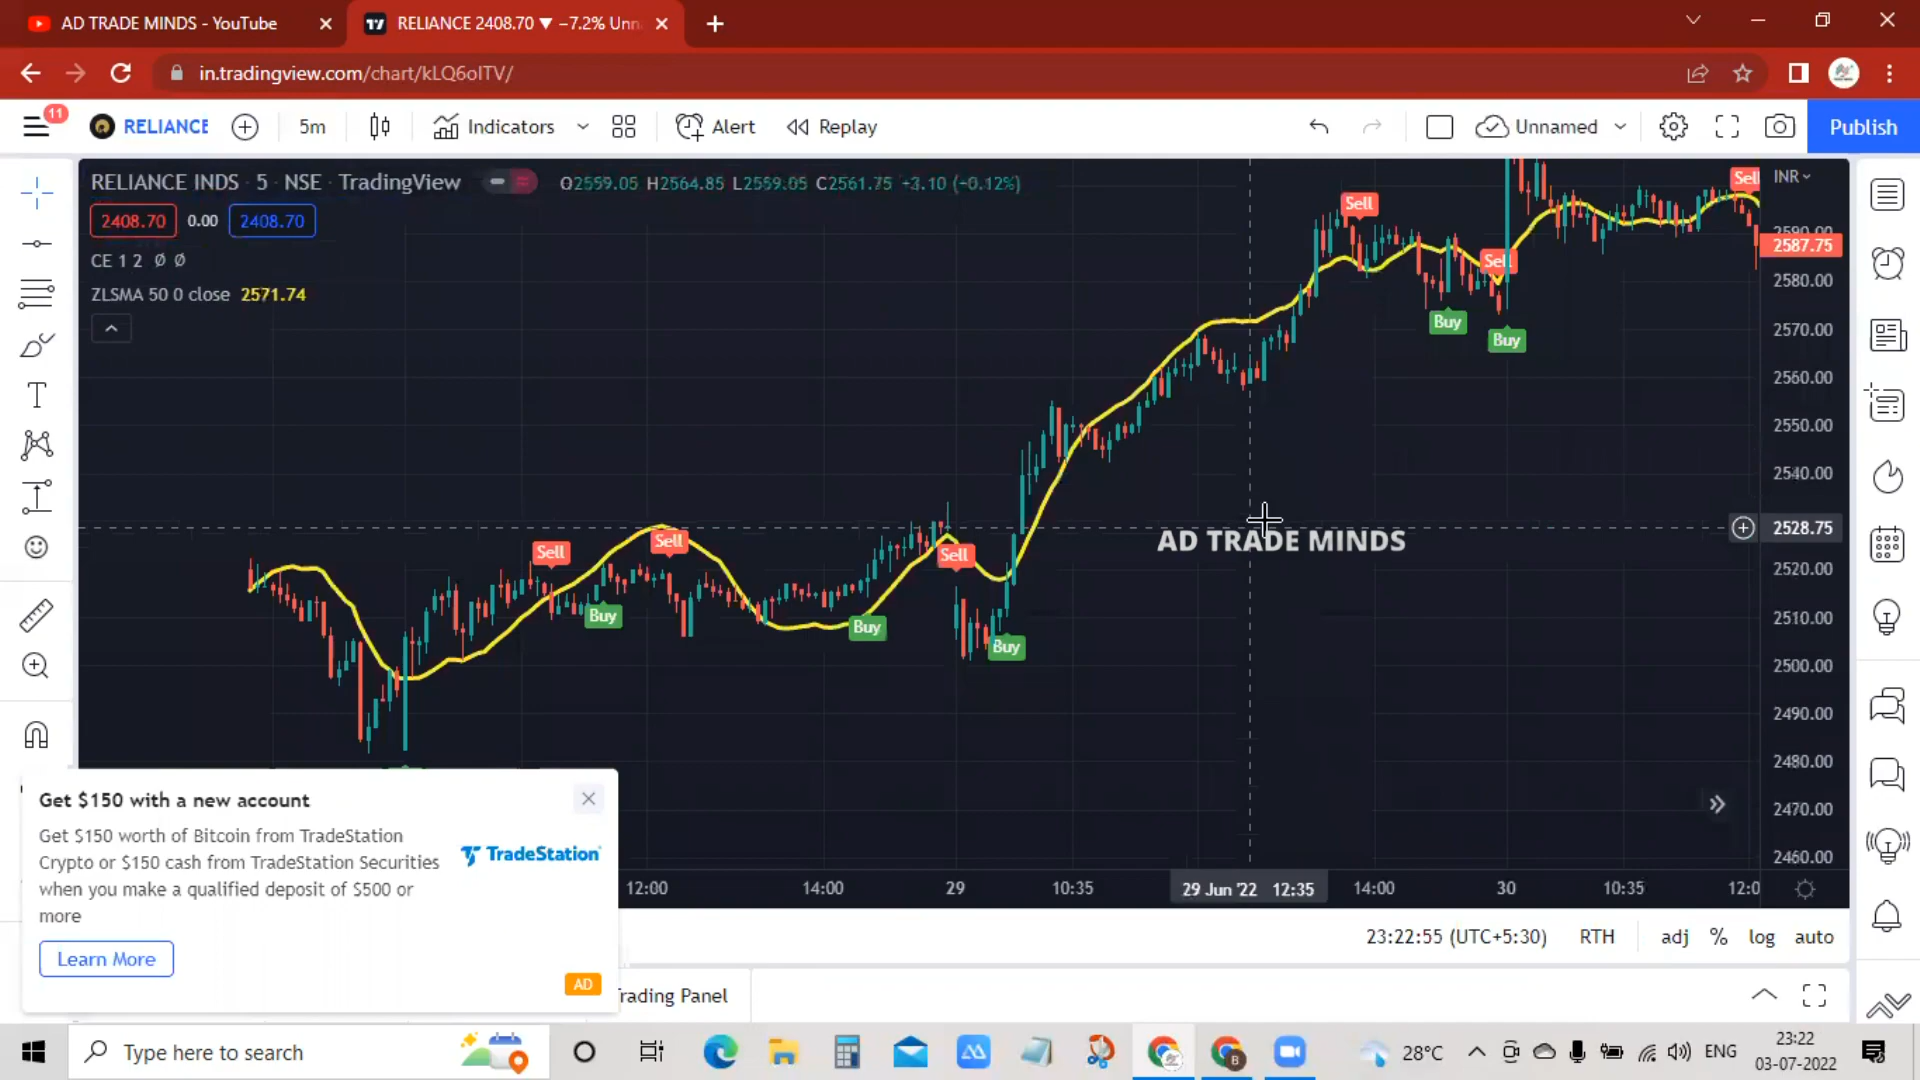 AD TRADE MINDS - YouTube
RELIANCE 2408.70 ▼ −7.2% Unn
in.tradingview.com/chart/kLQ6oITV/
11
RELIANCE
5m
Indicators
Alert
Replay
Unnamed
Publish
RELIANCE INDS · 5 · NSE · TradingView
O2559.05 H2564.85 L2559.05 C2561.75 +3.10 (+0.12%)
INR
2408.70 0.00 2408.70
CE 1 2 Ø Ø
ZLSMA 50 0 close 2571.74
Sell
Sell
Sell
Buy
Buy
Sell
Sell
Sell
Buy
Buy
Buy
Buy
AD TRADE MINDS
2590.00
2587.75
2580.00
2570.00
2560.00
2550.00
2540.00
2528.75
2520.00
2510.00
2500.00
2490.00
2480.00
2470.00
2460.00
12:00 14:00 29 10:35 29 Jun '22 12:35 14:00 30 10:35 12:0
Get $150 with a new account
Get $150 worth of Bitcoin from TradeStation
Crypto or $150 cash from TradeStation Securities
when you make a qualified deposit of $500 or
more
TradeStation
Learn More
AD
23:22:55 (UTC+5:30) RTH adj % log auto
Trading Panel
Type here to search
B
28°C
ENG
23:22
03-07-2022